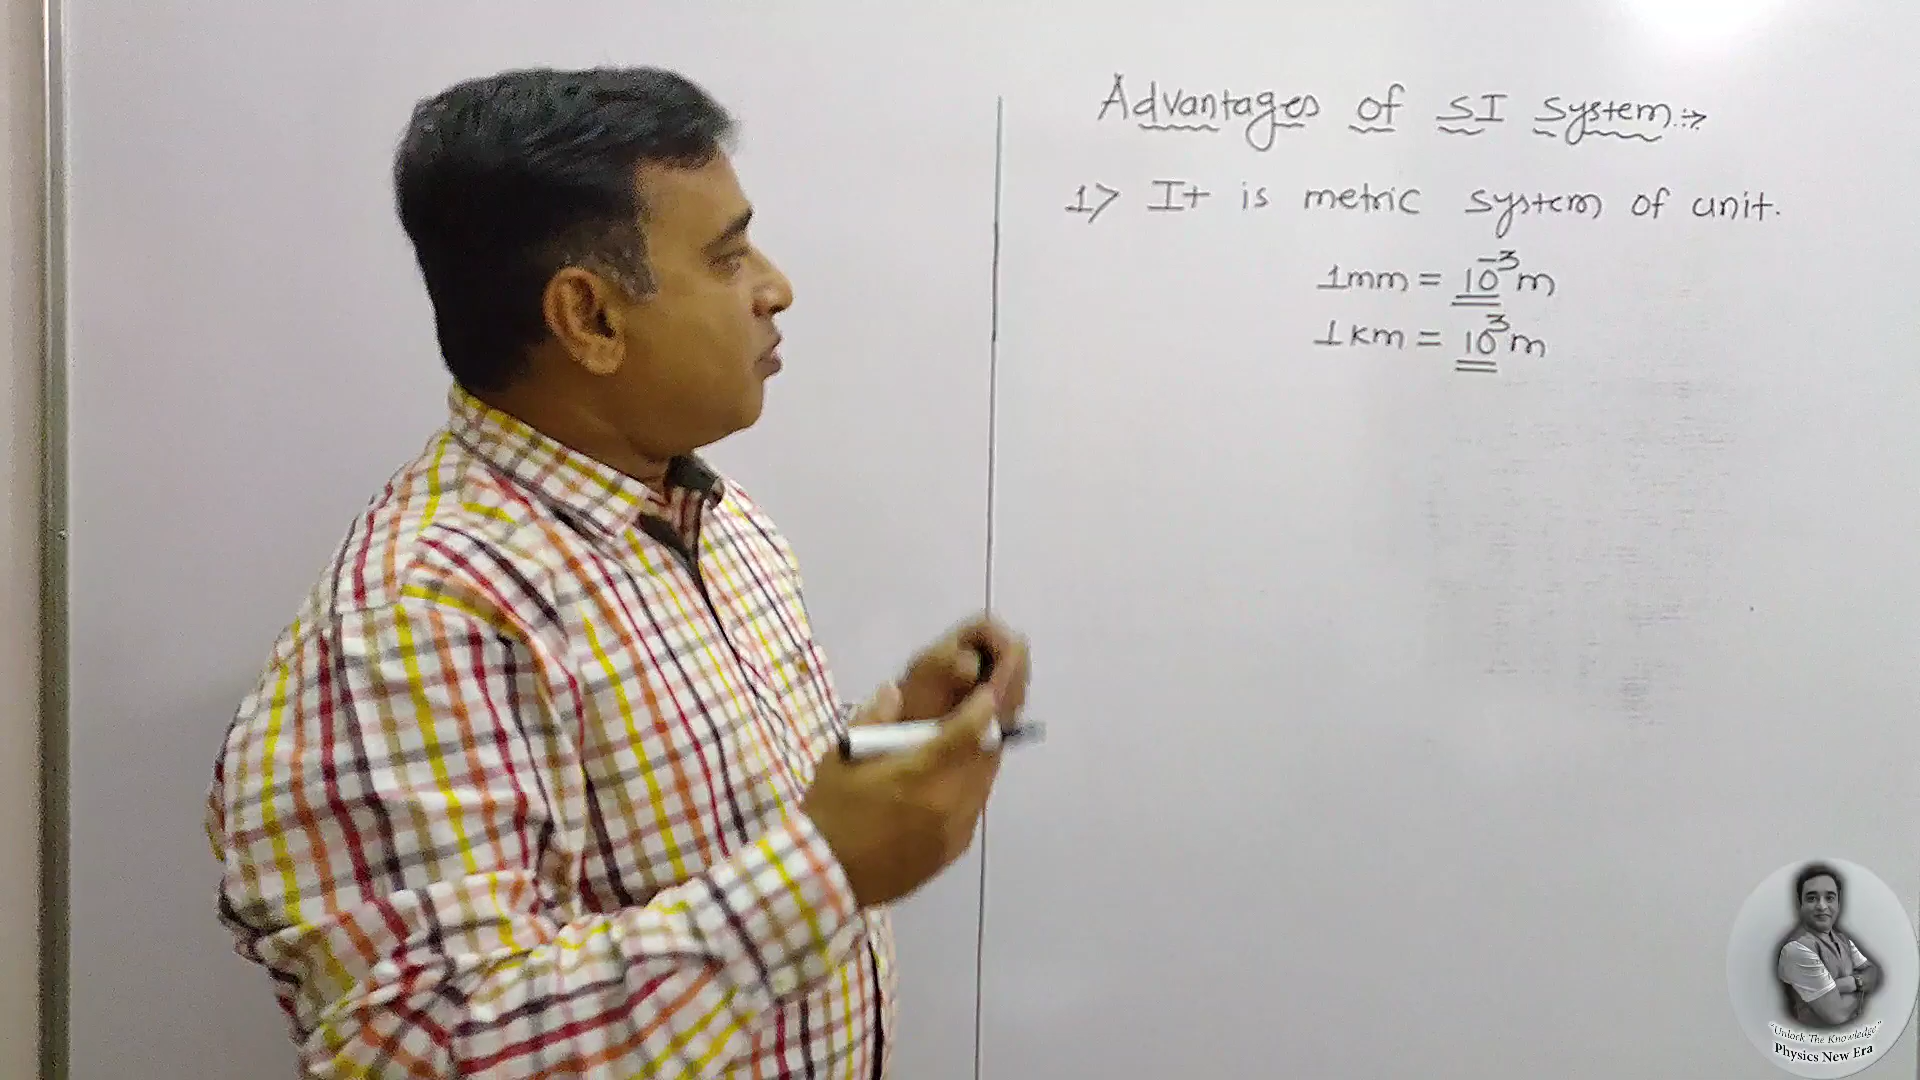 Advantages of SI System:→
1> It is metric system of unit.
1mm = 10⁻³m
1km = 10³m
"Unlock The Knowledge"
Physics New Era